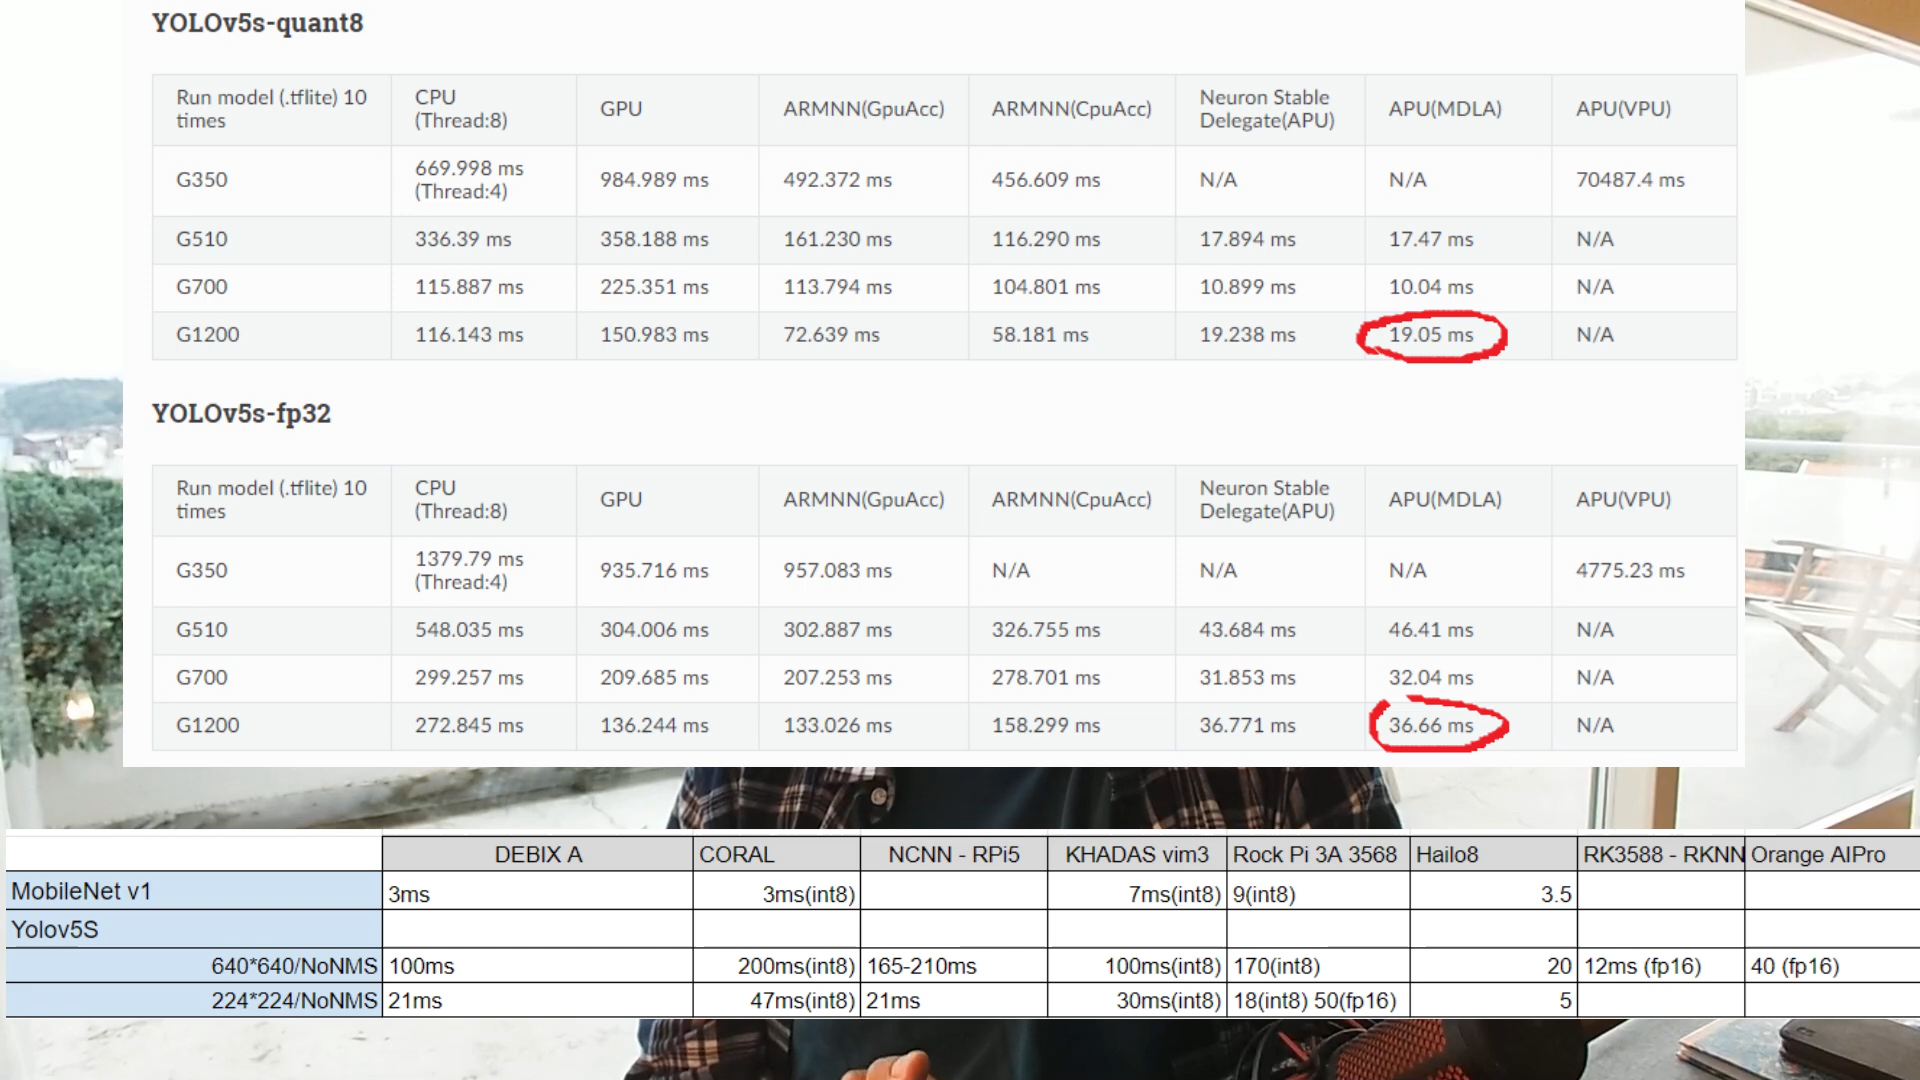 YOLOv5s-quant8
Run model (.tflite) 10 times | CPU (Thread:8) | GPU | ARMNN(GpuAcc) | ARMNN(CpuAcc) | Neuron Stable Delegate(APU) | APU(MDLA) | APU(VPU)
G350 | 669.998 ms (Thread:4) | 984.989 ms | 492.372 ms | 456.609 ms | N/A | N/A | 70487.4 ms
G510 | 336.39 ms | 358.188 ms | 161.230 ms | 116.290 ms | 17.894 ms | 17.47 ms | N/A
G700 | 115.887 ms | 225.351 ms | 113.794 ms | 104.801 ms | 10.899 ms | 10.04 ms | N/A
G1200 | 116.143 ms | 150.983 ms | 72.639 ms | 58.181 ms | 19.238 ms | 19.05 ms | N/A
YOLOv5s-fp32
Run model (.tflite) 10 times | CPU (Thread:8) | GPU | ARMNN(GpuAcc) | ARMNN(CpuAcc) | Neuron Stable Delegate(APU) | APU(MDLA) | APU(VPU)
G350 | 1379.79 ms (Thread:4) | 935.716 ms | 957.083 ms | N/A | N/A | N/A | 4775.23 ms
G510 | 548.035 ms | 304.006 ms | 302.887 ms | 326.755 ms | 43.684 ms | 46.41 ms | N/A
G700 | 299.257 ms | 209.685 ms | 207.253 ms | 278.701 ms | 31.853 ms | 32.04 ms | N/A
G1200 | 272.845 ms | 136.244 ms | 133.026 ms | 158.299 ms | 36.771 ms | 36.66 ms | N/A
DEBIX A | CORAL | NCNN - RPi5 | KHADAS vim3 | Rock Pi 3A 3568 | Hailo8 | RK3588 - RKNN | Orange AIPro
MobileNet v1 | 3ms | 3ms(int8) | 7ms(int8) | 9(int8) | 3.5
Yolov5S
640*640/NoNMS | 100ms | 200ms(int8) | 165-210ms | 100ms(int8) | 170(int8) | 20 | 12ms (fp16) | 40 (fp16)
224*224/NoNMS | 21ms | 47ms(int8) | 21ms | 30ms(int8) | 18(int8) 50(fp16) | 5